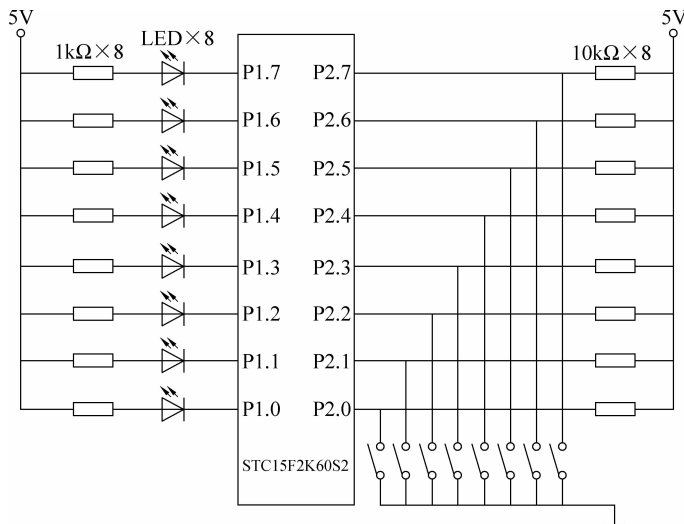 5V
5V
1kΩ×8
LED×8
10kΩ×8
P1.7 P2.7
P1.6 P2.6
P1.5 P2.5
P1.4 P2.4
P1.3 P2.3
P1.2 P2.2
P1.1 P2.1
P1.0 P2.0
STC15F2K60S2